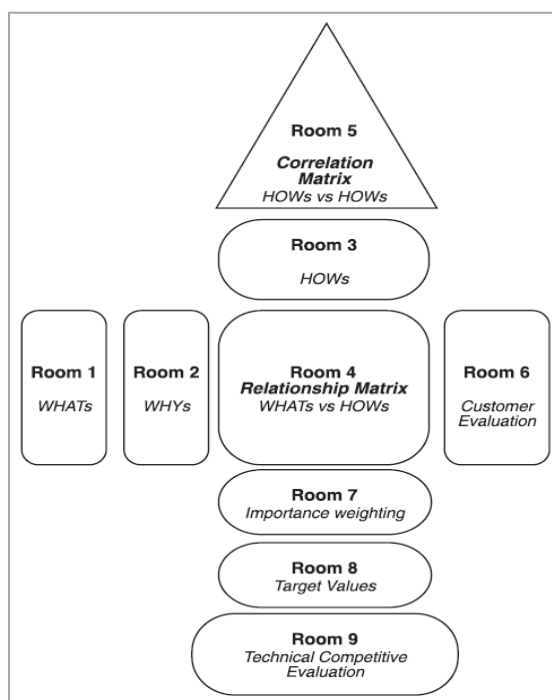 Room 5
Correlation
Matrix
HOWs vs HOWs
Room 3
HOWs
Room 1
WHATs
Room 2
WHYs
Room 4
Relationship Matrix
WHATs vs HOWs
Room 6
Customer
Evaluation
Room 7
Importance weighting
Room 8
Target Values
Room 9
Technical Competitive
Evaluation